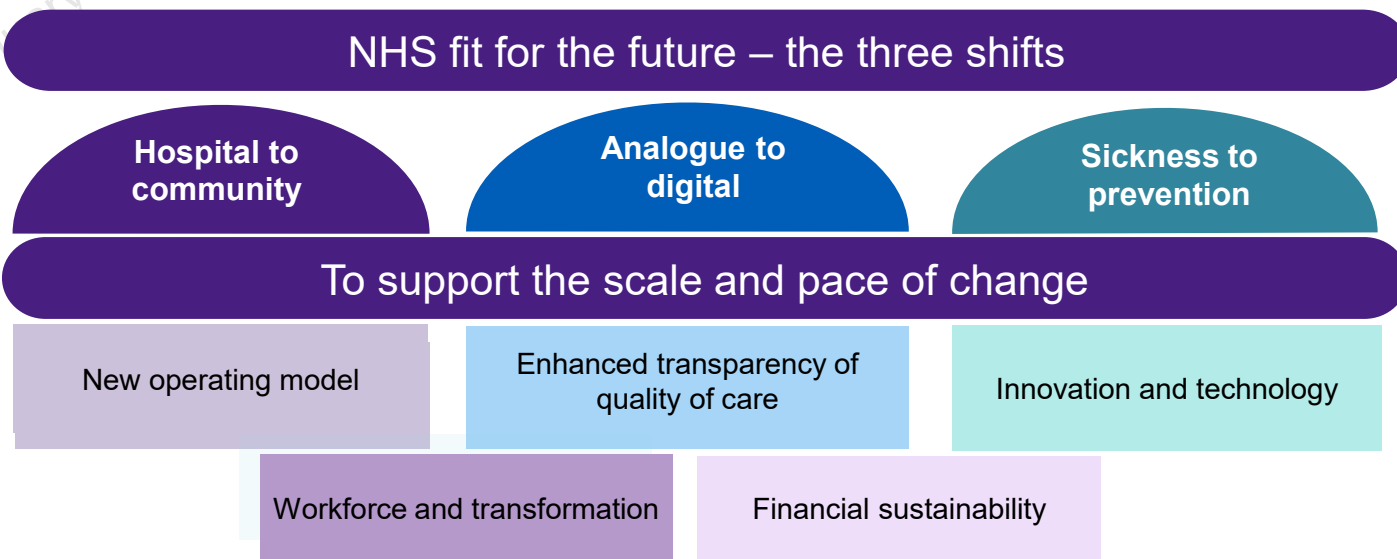 NHS fit for the future – the three shifts
Hospital to
community
Analogue to
digital
Sickness to
prevention
To support the scale and pace of change
New operating model
Enhanced transparency of
quality of care
Innovation and technology
Workforce and transformation
Financial sustainability